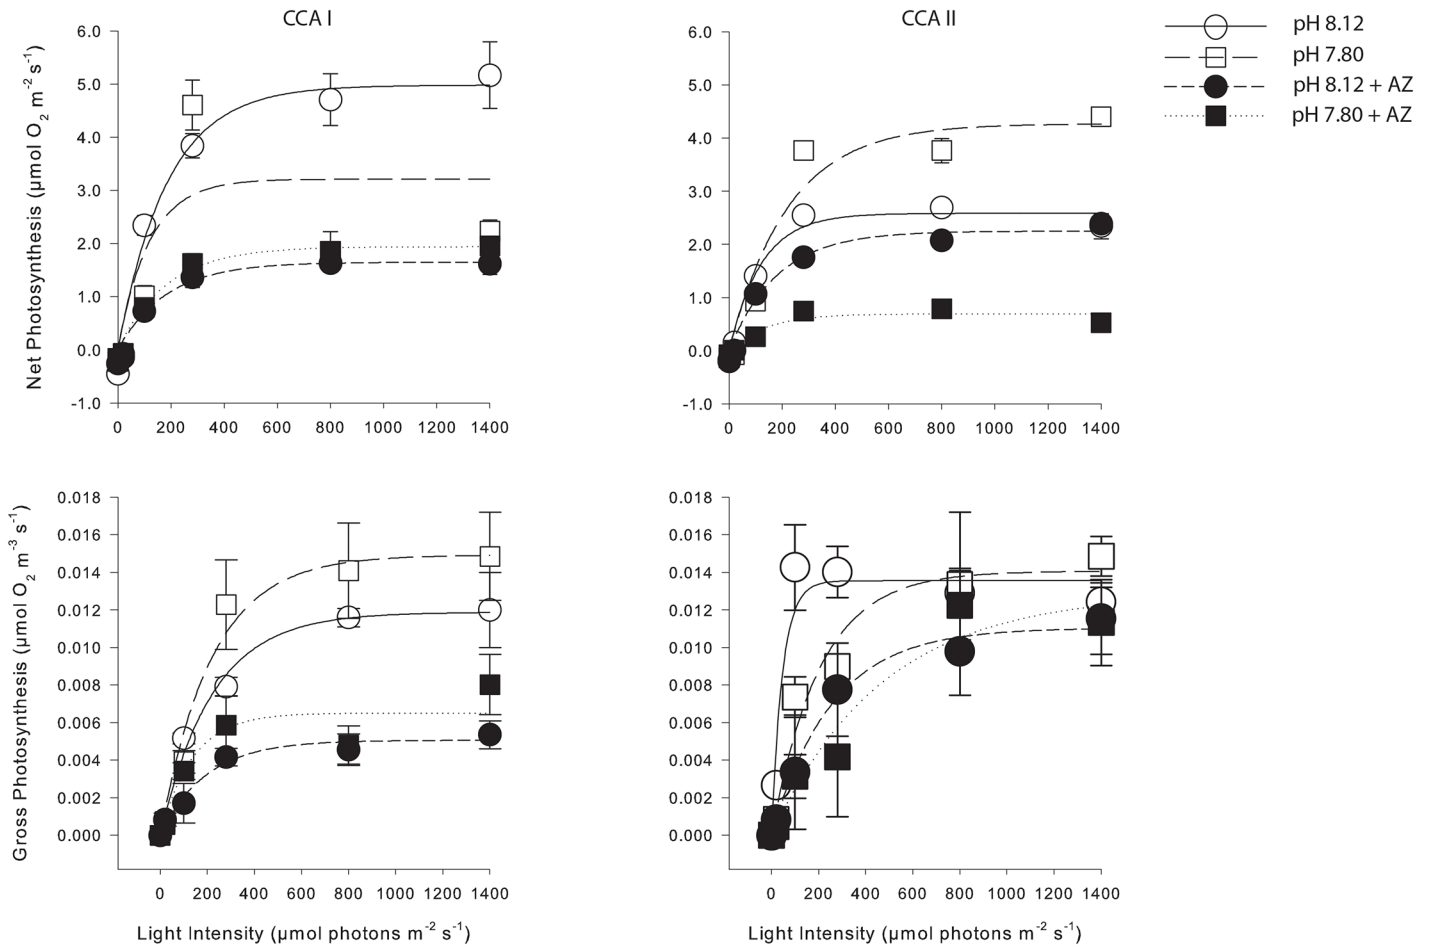 CCA I
CCA II
pH 8.12
pH 7.80
pH 8.12 + AZ
pH 7.80 + AZ
Net Photosynthesis (µmol O2 m-2 s-1)
6.0
5.0
4.0
3.0
2.0
1.0
0.0
-1.0
0 200 400 600 800 1000 1200 1400
6.0
5.0
4.0
3.0
2.0
1.0
0.0
-1.0
0 200 400 600 800 1000 1200 1400
Gross Photosynthesis (µmol O2 m-3 s-1)
0.018
0.016
0.014
0.012
0.010
0.008
0.006
0.004
0.002
0.000
0 200 400 600 800 1000 1200 1400
Light Intensity (µmol photons m-2 s-1)
0.018
0.016
0.014
0.012
0.010
0.008
0.006
0.004
0.002
0.000
0 200 400 600 800 1000 1200 1400
Light Intensity (µmol photons m-2 s-1)